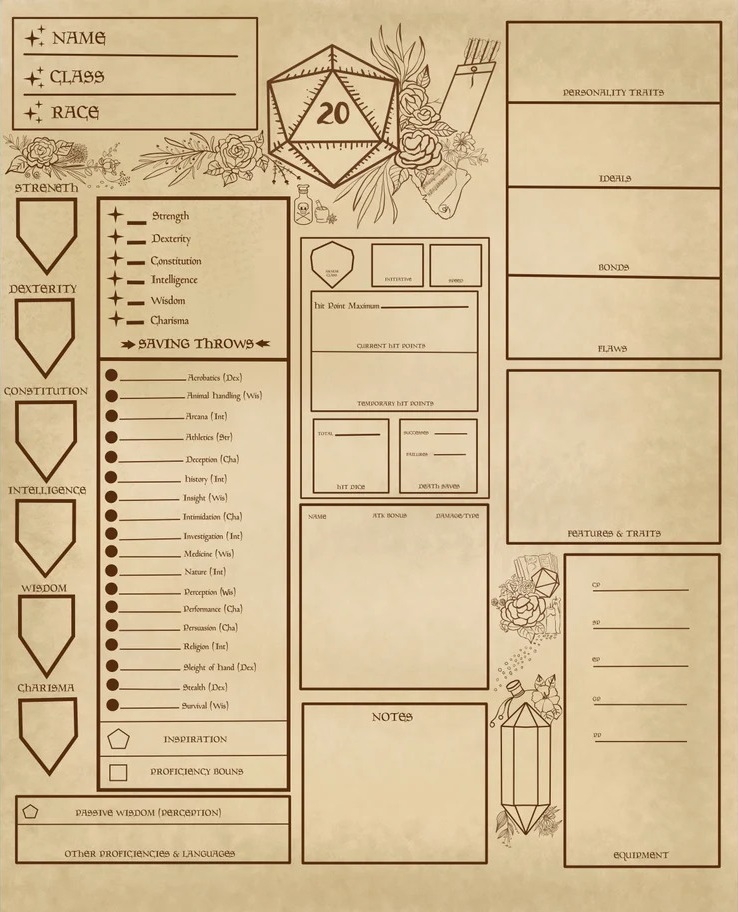 NAME
CLASS
RACE
20
STRENGTH
DEXTERITY
CONSTITUTION
INTELLIGENCE
WISDOM
CHARISMA
Strength
Dexterity
Constitution
Intelligence
Wisdom
Charisma
SAVING THROWS
Acrobatics (Dex)
Animal Handling (Wis)
Arcana (Int)
Athletics (Str)
Deception (Cha)
History (Int)
Insight (Wis)
Intimidation (Cha)
Investigation (Int)
Medicine (Wis)
Nature (Int)
Perception (Wis)
Performance (Cha)
Persuasion (Cha)
Religion (Int)
Sleight of Hand (Dex)
Stealth (Dex)
Survival (Wis)
INSPIRATION
PROFICIENCY BOUNS
PASSIVE WISDOM (PERCEPTION)
OTHER PROFICIENCIES & LANGUAGES
ARMOR
CLASS
INITIATIVE
SPEED
Hit Point Maximum
CURRENT HIT POINTS
TEMPORARY HIT POINTS
TOTAL
HIT DICE
SUCCESSES
FAILURES
DEATH SAVES
NAME ATK BONUS DAMAGE/TYPE
NOTES
PERSONALITY TRAITS
IDEALS
BONDS
FLAWS
FEATURES & TRAITS
CP
SP
EP
GP
PP
EQUIPMENT